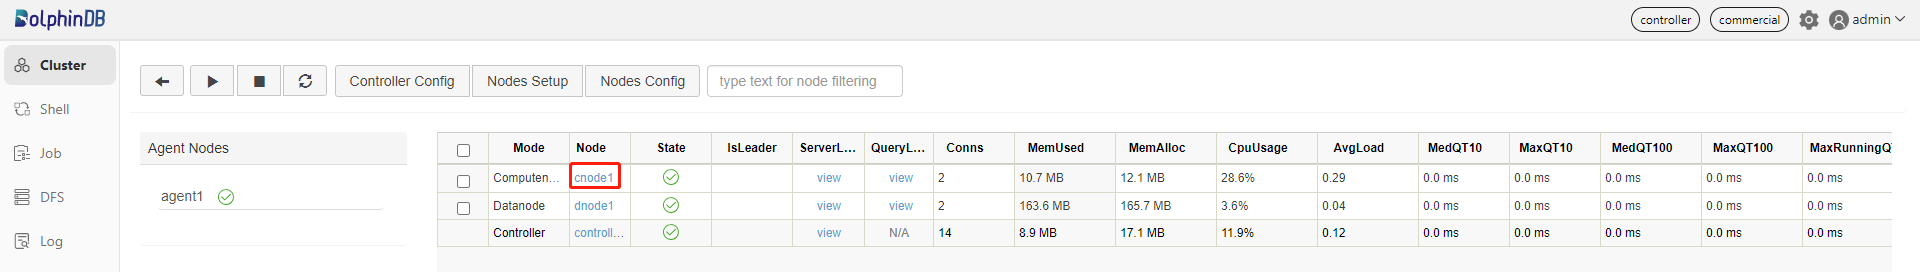 DolphinDB controller commercial admin
Cluster
Shell
Job
DFS
Log
Controller Config Nodes Setup Nodes Config type text for node filtering
Agent Nodes
agent1
Mode Node State IsLeader ServerL... QueryL... Conns MemUsed MemAlloc CpuUsage AvgLoad MedQT10 MaxQT10 MedQT100 MaxQT100 MaxRunningQ
Computen... cnode1 view view 2 10.7 MB 12.1 MB 28.6% 0.29 0.0 ms 0.0 ms 0.0 ms 0.0 ms 0.0 ms
Datanode dnode1 view view 2 163.6 MB 165.7 MB 3.6% 0.04 0.0 ms 0.0 ms 0.0 ms 0.0 ms 0.0 ms
Controller controll... view N/A 14 8.9 MB 17.1 MB 11.9% 0.12 0.0 ms 0.0 ms 0.0 ms 0.0 ms 0.0 ms